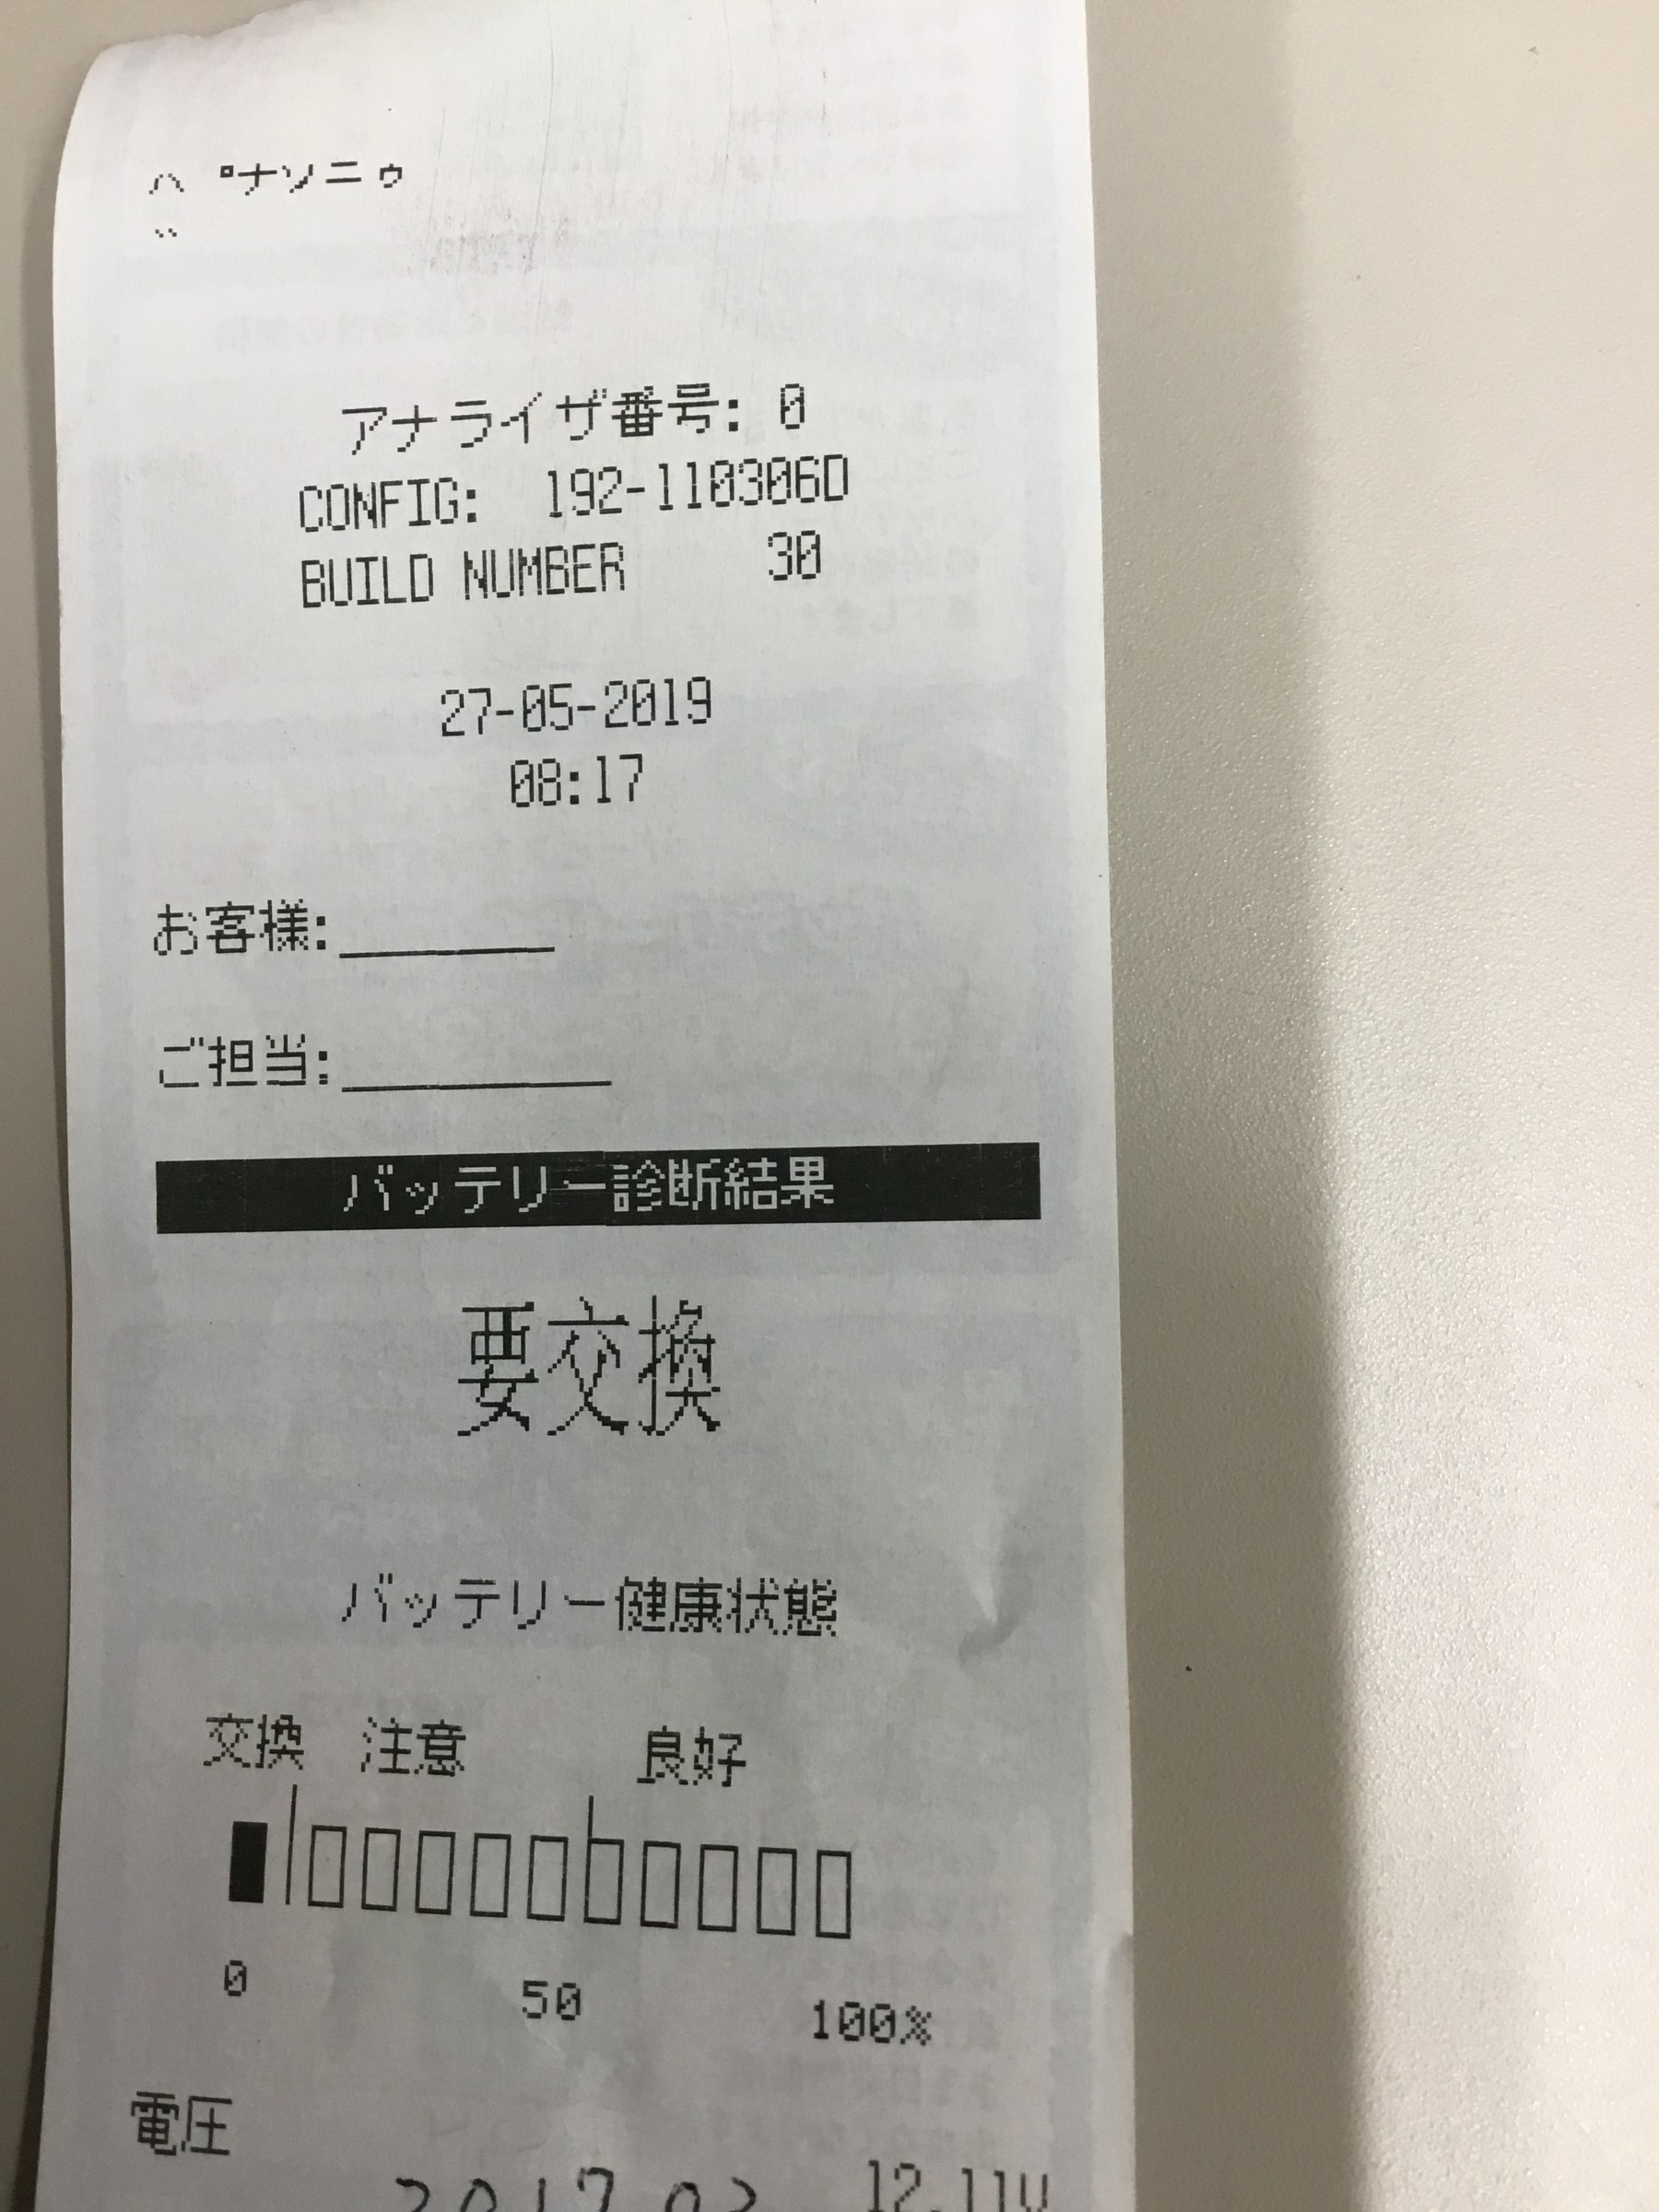 ハ゜ナソニゥ
アナライザ番号: 0
CONFIG: 192-110306D
BUILD NUMBER 30
27-05-2019
08:17
お客様:
ご担当:
バッテリー診断結果
要交換
バッテリー健康状態
交換 注意 良好
0 50 100%
電圧
12.11V